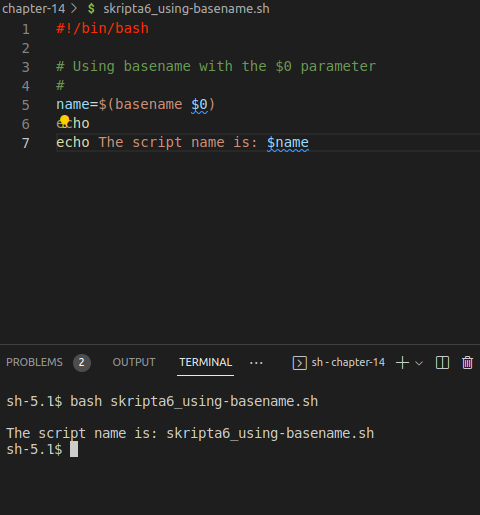 chapter-14 > $ skripta6_using-basename.sh
1 #!/bin/bash
2
3 # Using basename with the $0 parameter
4 #
5 name=$(basename $0)
6 echo
7 echo The script name is: $name
PROBLEMS 2 OUTPUT TERMINAL ··· sh - chapter-14
sh-5.1$ bash skripta6_using-basename.sh
The script name is: skripta6_using-basename.sh
sh-5.1$